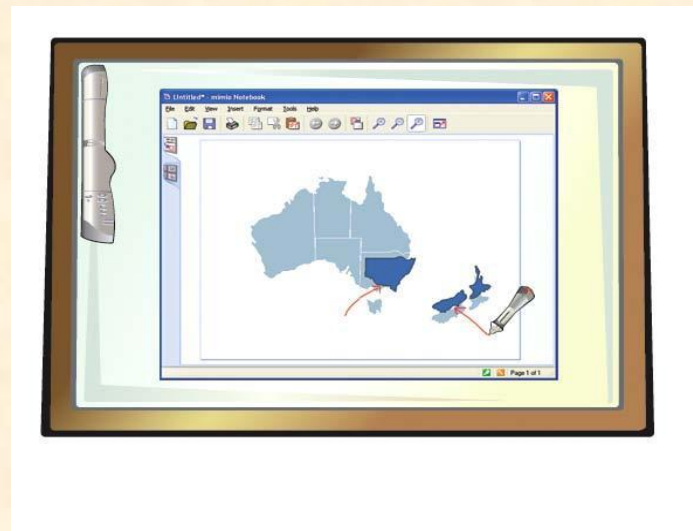 Untitled* - mimio Notebook
File Edit View Insert Format Tools Help
Page 1 of 1